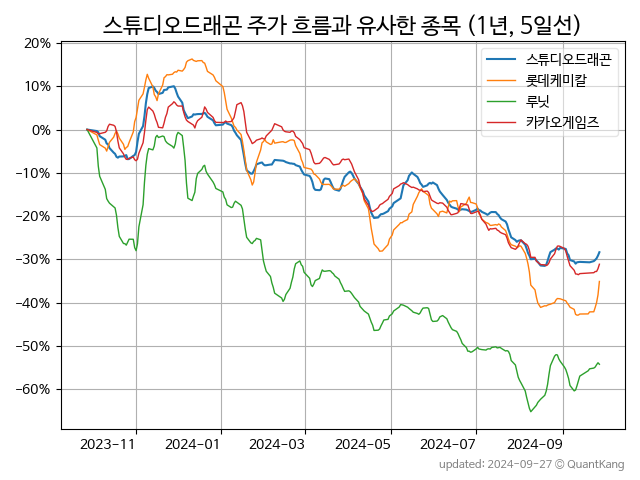 스튜디오드래곤 주가 흐름과 유사한 종목 (1년, 5일선)
스튜디오드래곤
롯데케미칼
루닛
카카오게임즈
20%
10%
0%
−10%
−20%
−30%
−40%
−50%
−60%
2023-11 2024-01 2024-03 2024-05 2024-07 2024-09
updated: 2024-09-27 © QuantKang